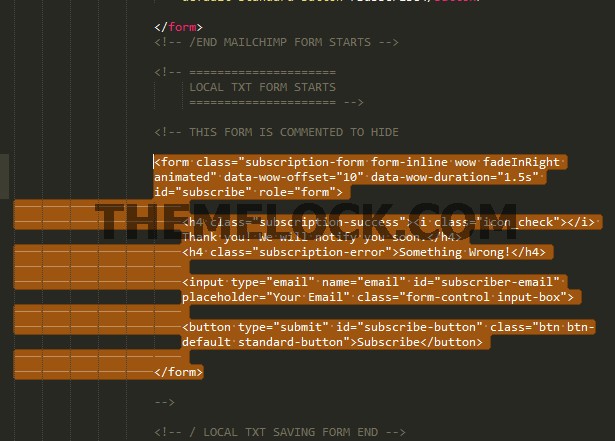 </form>
<!-- /END MAILCHIMP FORM STARTS -->
<!-- =====================
LOCAL TXT FORM STARTS
===================== -->
<!-- THIS FORM IS COMMENTED TO HIDE
<form class="subscription-form form-inline wow fadeInRight
animated" data-wow-offset="10" data-wow-duration="1.5s"
id="subscribe" role="form">
THEMELOCK.COM
<h4 class="subscription-success"><i class="icon_check"></i>
Thank you! We will notify you soon.</h4>
<h4 class="subscription-error">Something Wrong!</h4>
<input type="email" name="email" id="subscriber-email"
placeholder="Your Email" class="form-control input-box">
<button type="submit" id="subscribe-button" class="btn btn-
default standard-button">Subscribe</button>
</form>
-->
<!-- / LOCAL TXT SAVING FORM END -->